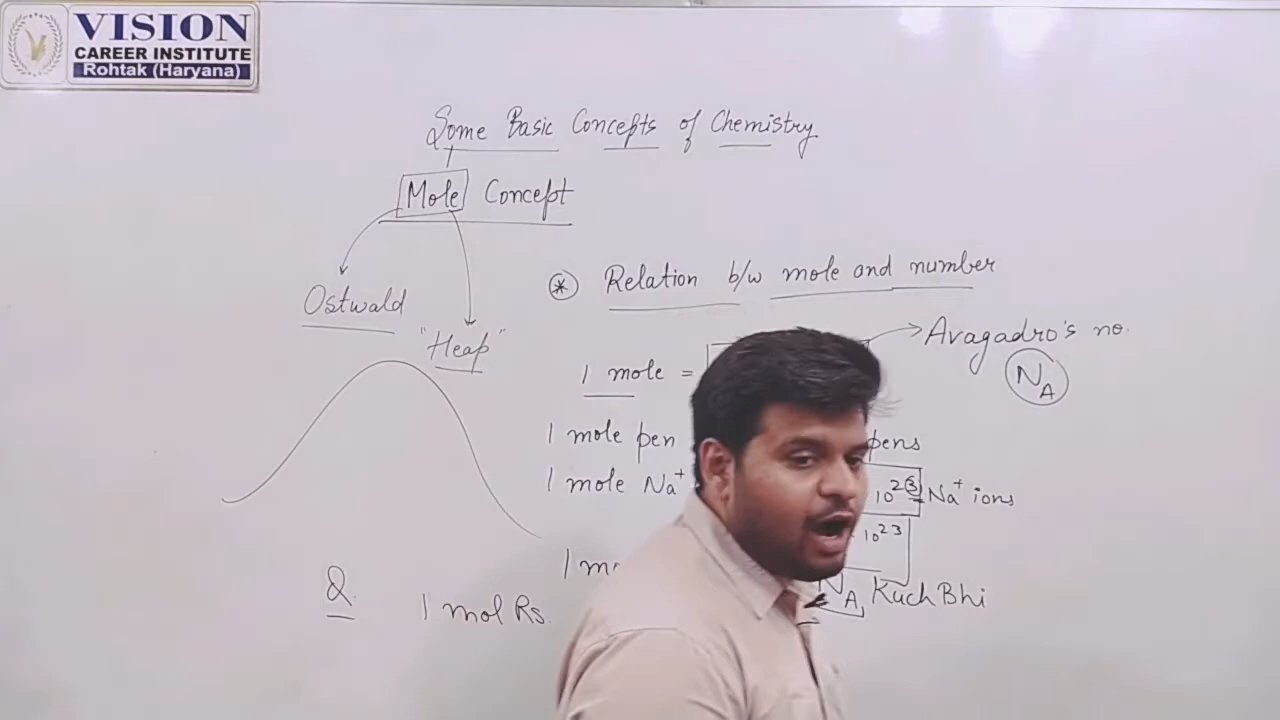 VISION
CAREER INSTITUTE
Rohtak (Haryana)
Some Basic Concepts of Chemistry
Mole Concept
Ostwald
"Heap"
* Relation b/w mole and number
1 mole =
Avagadro's no.
N_A
1 mole pen pens
1 mole Na⁺ 10²³ Na⁺ ions
10²³
1 N_A Kuch Bhi
Q. 1 mol Rs.